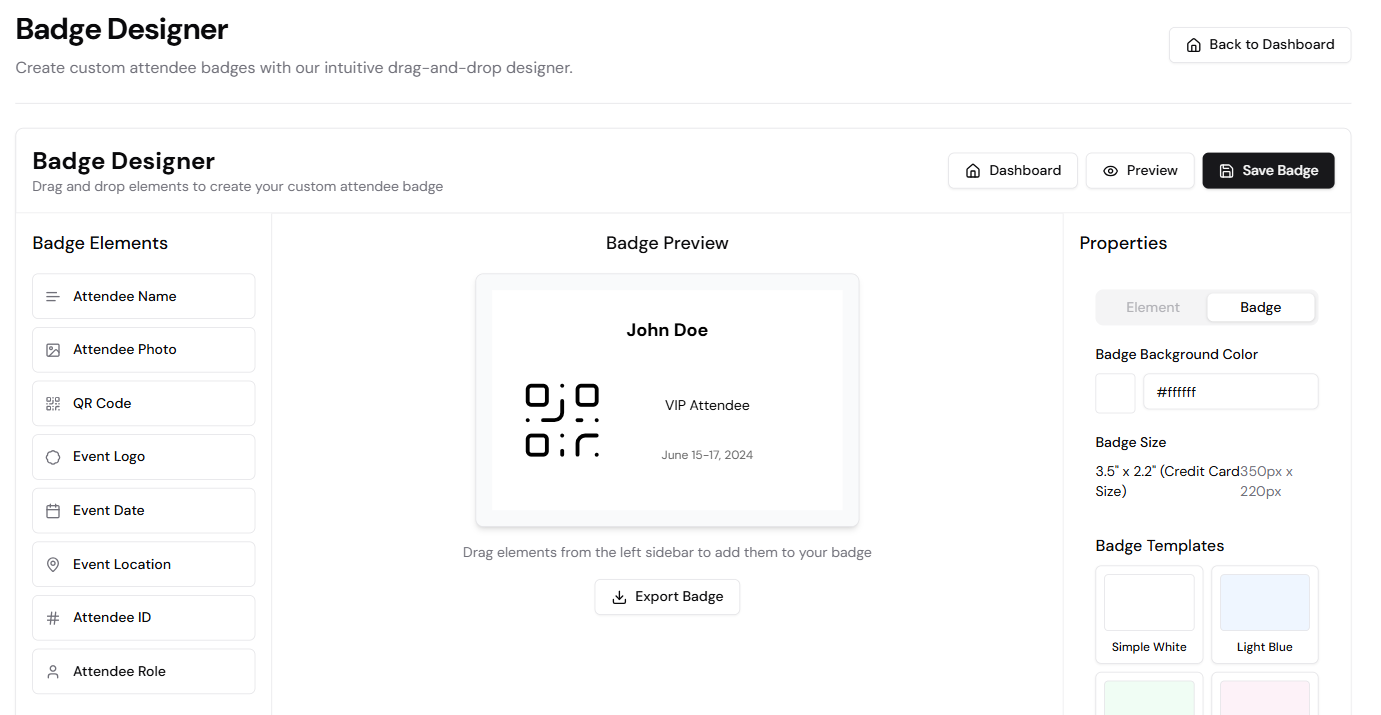 Badge Designer
Create custom attendee badges with our intuitive drag-and-drop designer.
Back to Dashboard
Badge Designer
Drag and drop elements to create your custom attendee badge
Dashboard
Preview
Save Badge
Badge Elements
Attendee Name
Attendee Photo
QR Code
Event Logo
Event Date
Event Location
Attendee ID
Attendee Role
Badge Preview
John Doe
VIP Attendee
June 15-17, 2024
Drag elements from the left sidebar to add them to your badge
Export Badge
Properties
Element
Badge
Badge Background Color
#ffffff
Badge Size
3.5" x 2.2" (Credit Card
Size)
350px x
220px
Badge Templates
Simple White
Light Blue